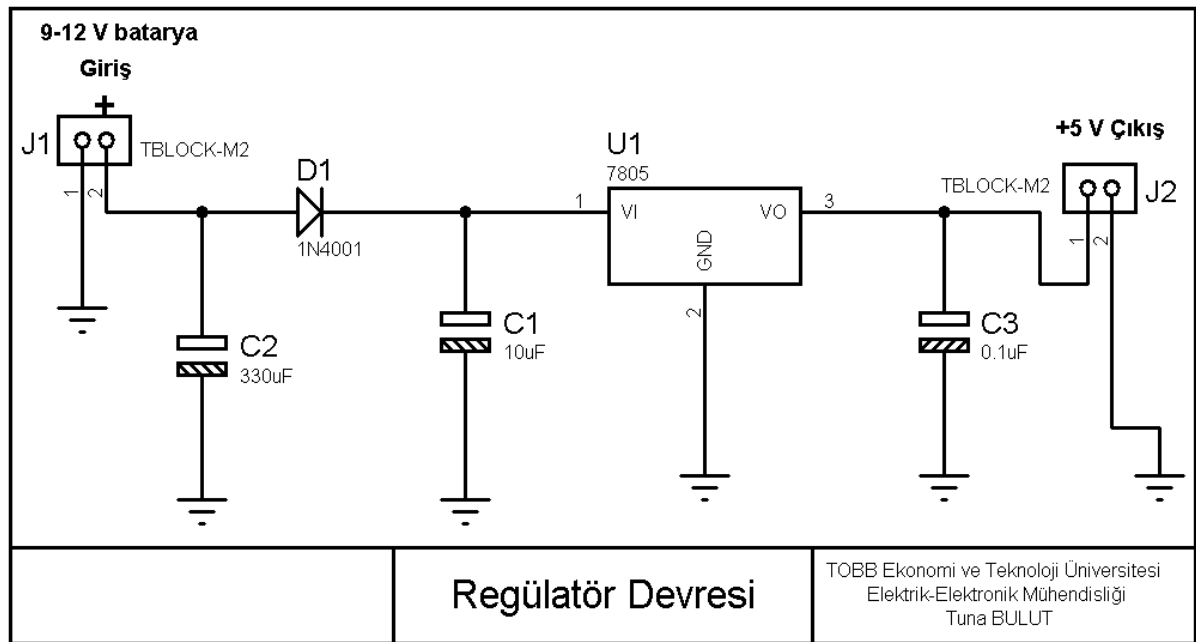 9-12 V batarya
Giriş
+
J1
TBLOCK-M2
1
2
D1
1N4001
C2
330uF
C1
10uF
U1
7805
1
VI
VO
3
GND
2
C3
0.1uF
+5 V Çıkış
TBLOCK-M2
J2
1
2
Regülatör Devresi
TOBB Ekonomi ve Teknoloji Üniversitesi
Elektrik-Elektronik Mühendisliği
Tuna BULUT